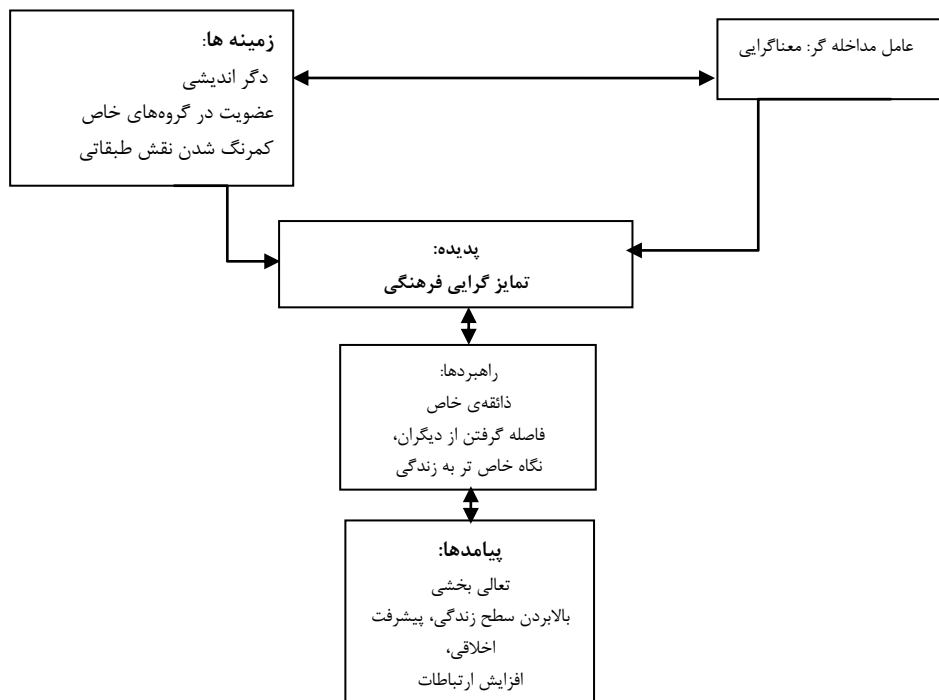 زمینه ها:
دگر اندیشی
عضویت در گروه‌های خاص
کمرنگ شدن نقش طبقاتی
عامل مداخله گر: معناگرایی
پدیده:
تمایز گرایی فرهنگی
راهبردها:
ذائقه‌ی خاص
فاصله گرفتن از دیگران،
نگاه خاص تر به زندگی
پیامدها:
تعالی بخشی
بالابردن سطح زندگی، پیشرفت
اخلاقی،
افزایش ارتباطات